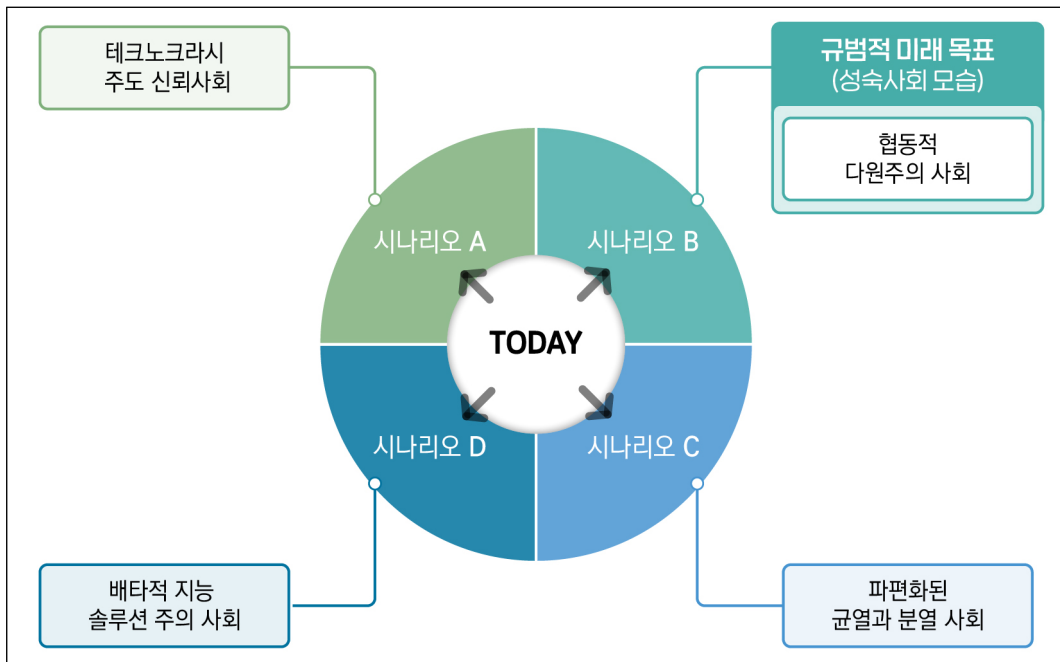 테크노크라시
주도 신뢰사회
규범적 미래 목표
(성숙사회 모습)
협동적
다원주의 사회
시나리오 A
시나리오 B
TODAY
시나리오 D
시나리오 C
배타적 지능
솔루션 주의 사회
파편화된
균열과 분열 사회